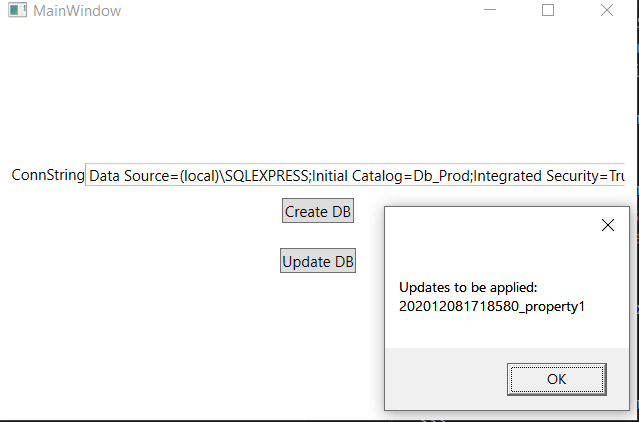 MainWindow
ConnString Data Source=(local)\SQLEXPRESS;Initial Catalog=Db_Prod;Integrated Security=Tru
Create DB
Update DB
Updates to be applied:
202012081718580_property1
OK